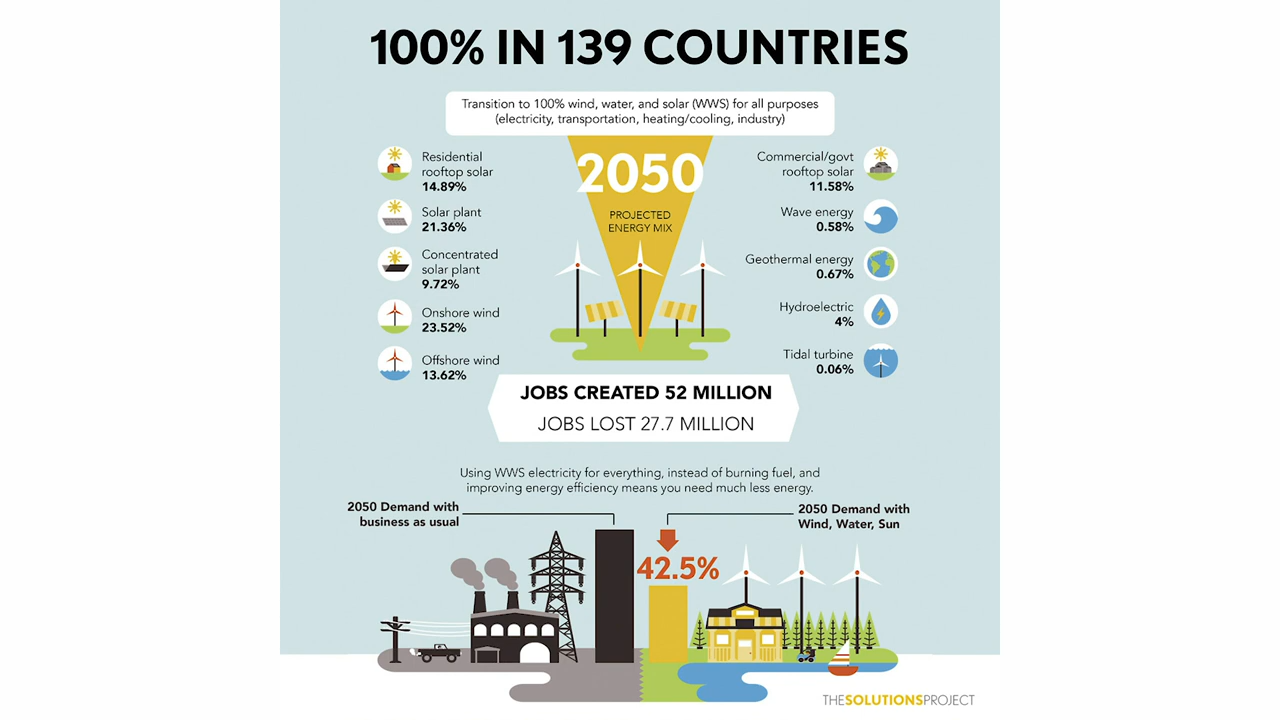 100% IN 139 COUNTRIES
Transition to 100% wind, water, and solar (WWS) for all purposes
(electricity, transportation, heating/cooling, industry)
2050
PROJECTED
ENERGY MIX
Residential
rooftop solar
14.89%
Solar plant
21.36%
Concentrated
solar plant
9.72%
Onshore wind
23.52%
Offshore wind
13.62%
Commercial/govt
rooftop solar
11.58%
Wave energy
0.58%
Geothermal energy
0.67%
Hydroelectric
4%
Tidal turbine
0.06%
JOBS CREATED 52 MILLION
JOBS LOST 27.7 MILLION
Using WWS electricity for everything, instead of burning fuel, and
improving energy efficiency means you need much less energy.
2050 Demand with
business as usual
2050 Demand with
Wind, Water, Sun
42.5%
THESOLUTIONSPROJECT